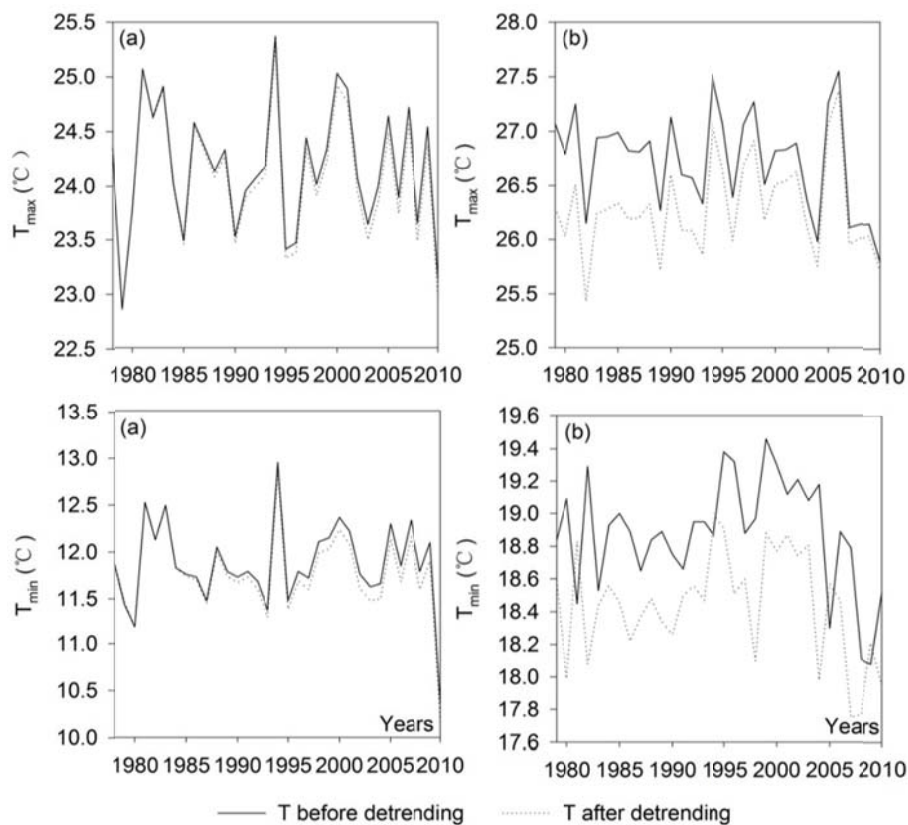 (a)
25.5
25.0
24.5
24.0
23.5
23.0
22.5
Tmax (℃)
1980 1985 1990 1995 2000 2005 2010
(b)
28.0
27.5
27.0
26.5
26.0
25.5
25.0
Tmax (℃)
1980 1985 1990 1995 2000 2005 2010
(a)
13.5
13.0
12.5
12.0
11.5
11.0
10.5
10.0
Tmin (℃)
Years
1980 1985 1990 1995 2000 2005 2010
(b)
19.6
19.4
19.2
19.0
18.8
18.6
18.4
18.2
18.0
17.8
17.6
Tmin (℃)
Years
1980 1985 1990 1995 2000 2005 2010
T before detrending T after detrending